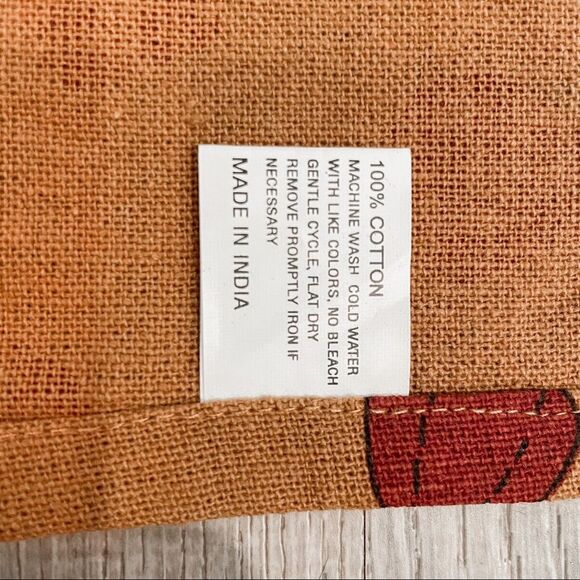 100% COTTON
MACHINE WASH COLD WATER
WITH LIKE COLORS, NO BLEACH
GENTLE CYCLE, FLAT DRY
REMOVE PROMPTLY IRON IF
NECESSARY
MADE IN INDIA